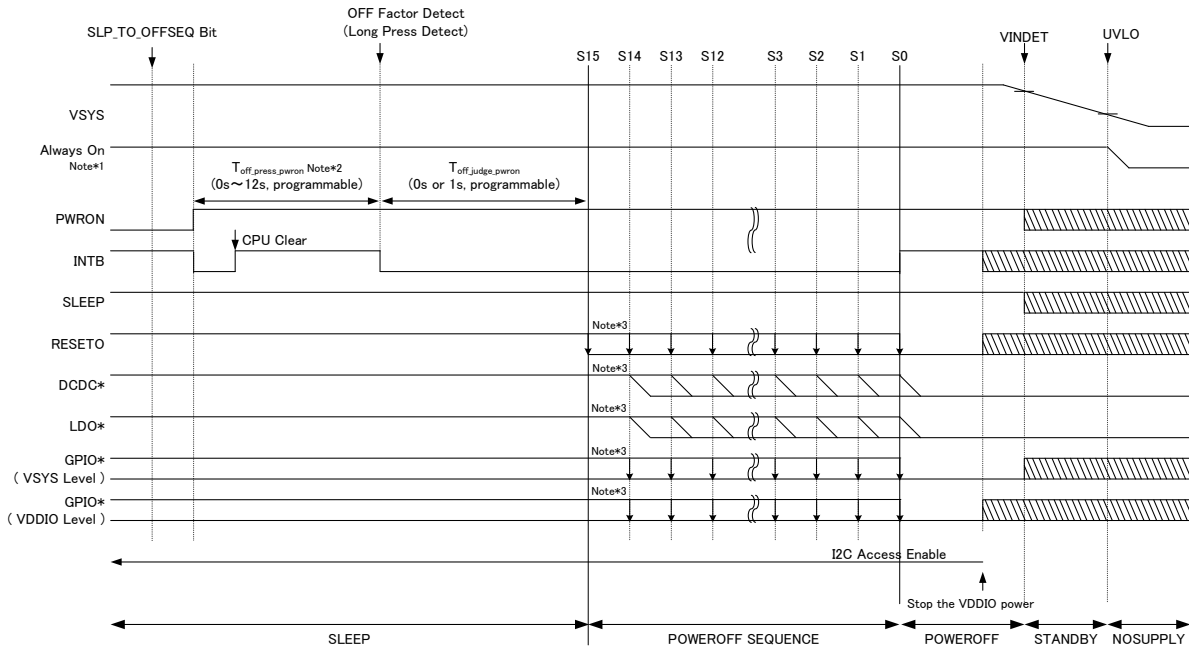 OFF Factor Detect
(Long Press Detect)
SLP_TO_OFFSEQ Bit
VINDET
UVLO
S15 S14 S13 S12 S3 S2 S1 S0
VSYS
Always On
Note*1
Toff_press_pwron Note*2
(0s～12s, programmable)
Toff_judge_pwron
(0s or 1s, programmable)
PWRON
CPU Clear
INTB
SLEEP
Note*3
RESETO
Note*3
DCDC*
Note*3
LDO*
Note*3
GPIO*
( VSYS Level )
Note*3
GPIO*
( VDDIO Level )
I2C Access Enable
Stop the VDDIO power
SLEEP POWEROFF SEQUENCE POWEROFF STANDBY NOSUPPLY